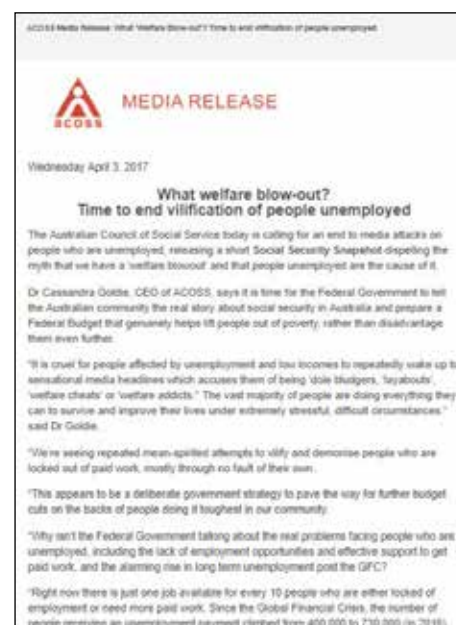 ACOSS Media Release: What 'Welfare Blow-out'? Time to end vilification of people unemployed
acoss
MEDIA RELEASE
Wednesday April 3, 2017
What welfare blow-out?
Time to end vilification of people unemployed
The Australian Council of Social Service today is calling for an end to media attacks on
people who are unemployed, releasing a short Social Security Snapshot dispelling the
myth that we have a 'welfare blowout' and that people unemployed are the cause of it.
Dr Cassandra Goldie, CEO of ACOSS, says it is time for the Federal Government to tell
the Australian community the real story about social security in Australia and prepare a
Federal Budget that genuinely helps lift people out of poverty, rather than disadvantage
them even further.
"It is cruel for people affected by unemployment and low incomes to repeatedly wake up to
sensational media headlines which accuses them of being 'dole bludgers, 'layabouts',
'welfare cheats' or 'welfare addicts." The vast majority of people are doing everything they
can to survive and improve their lives under extremely stressful, difficult circumstances."
said Dr Goldie.
"We're seeing repeated mean-spirited attempts to vilify and demonise people who are
locked out of paid work, mostly through no fault of their own.
"This appears to be a deliberate government strategy to pave the way for further budget
cuts on the backs of people doing it toughest in our community.
"Why isn't the Federal Government talking about the real problems facing people who are
unemployed, including the lack of employment opportunities and effective support to get
paid work, and the alarming rise in long term unemployment post the GFC?
"Right now there is just one job available for every 10 people who are either locked of
employment or need more paid work. Since the Global Financial Crisis, the number of
people receiving an unemployment payment climbed from 400,000 to 730,000 (in 2016)